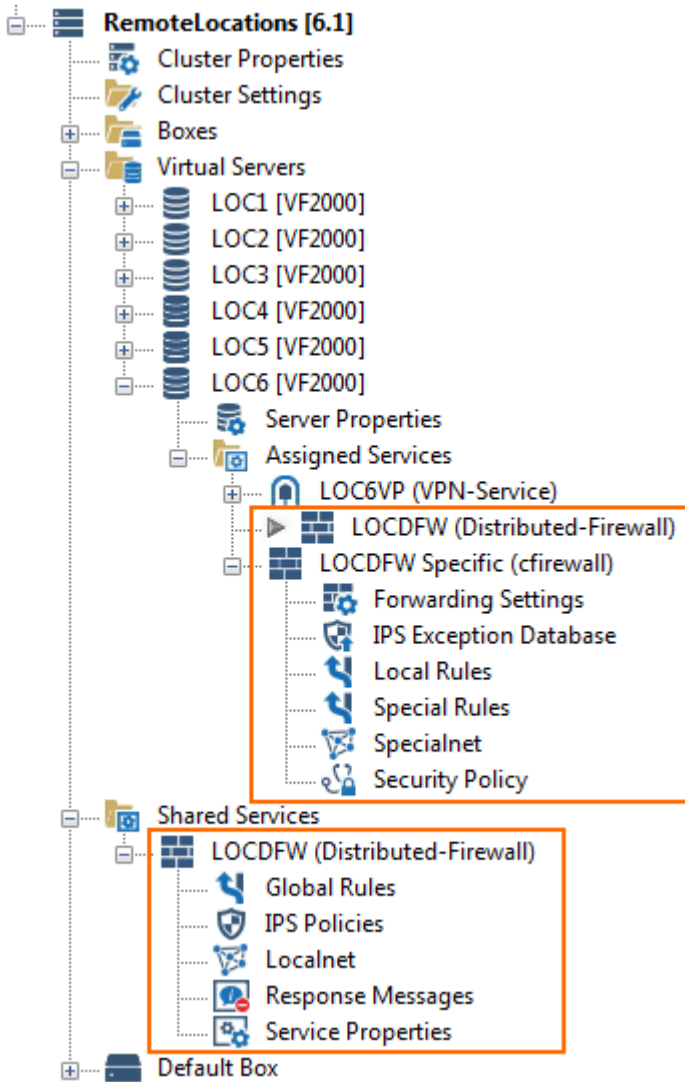 RemoteLocations [6.1]
Cluster Properties
Cluster Settings
Boxes
Virtual Servers
LOC1 [VF2000]
LOC2 [VF2000]
LOC3 [VF2000]
LOC4 [VF2000]
LOC5 [VF2000]
LOC6 [VF2000]
Server Properties
Assigned Services
LOC6VP (VPN-Service)
LOCDFW (Distributed-Firewall)
LOCDFW Specific (cfirewall)
Forwarding Settings
IPS Exception Database
Local Rules
Special Rules
Specialnet
Security Policy
Shared Services
LOCDFW (Distributed-Firewall)
Global Rules
IPS Policies
Localnet
Response Messages
Service Properties
Default Box